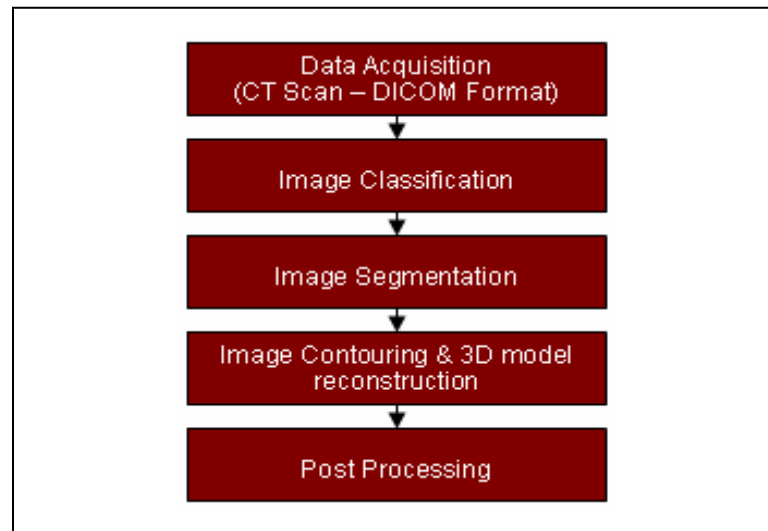 Data Acquisition
(CT Scan – DICOM Format)
Image Classification
Image Segmentation
Image Contouring & 3D model
reconstruction
Post Processing